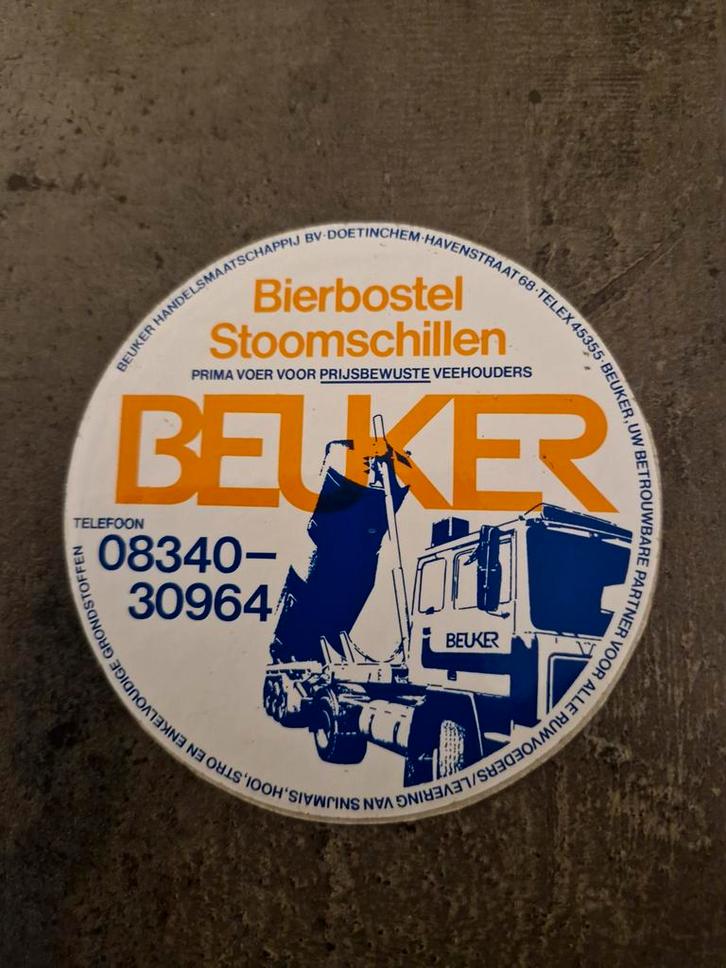 BEUKER HANDELSMAATSCHAPPIJ BV·DOETINCHEM·HAVENSTRAAT 68·TELEX 45355·BEUKER, UW BETROUWBARE PARTNER VOOR ALLE RUWVOEDERS/LEVERING VAN SNIJMAIS, HOOI, STRO EN ENKELVOUDIGE GRONDSTOFFEN
Bierbostel
Stoomschillen
PRIMA VOER VOOR PRIJSBEWUSTE VEEHOUDERS
BEUKER
TELEFOON
08340–
30964
BEUKER